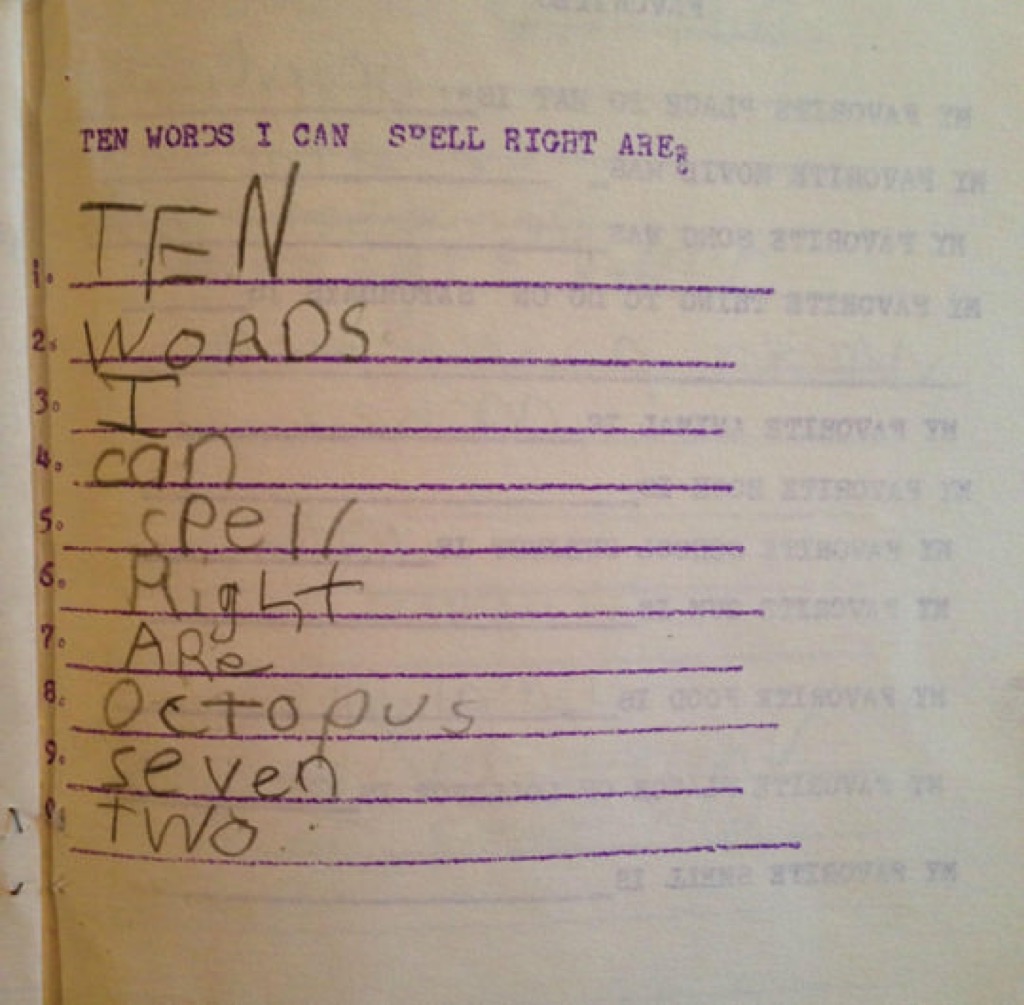 TEN WORDS I CAN SPELL RIGHT ARE:
1. TEN
2. WORDS
3. I
4. can
5. spell
6. Right
7. ARe
8. Octopus
9. seven
two